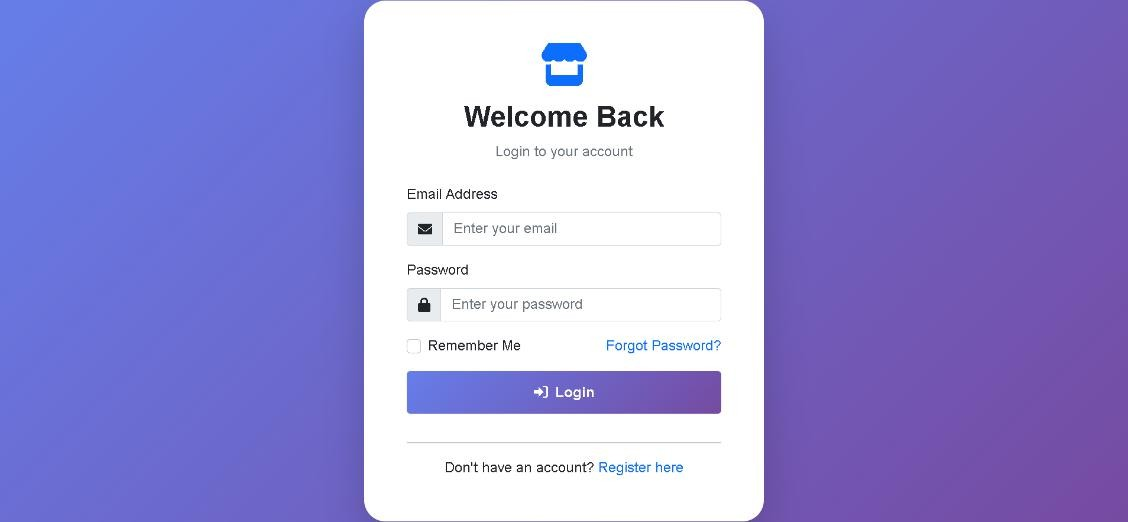 Welcome Back
Login to your account
Email Address
Enter your email
Password
Enter your password
Remember Me Forgot Password?
Login
Don't have an account? Register here